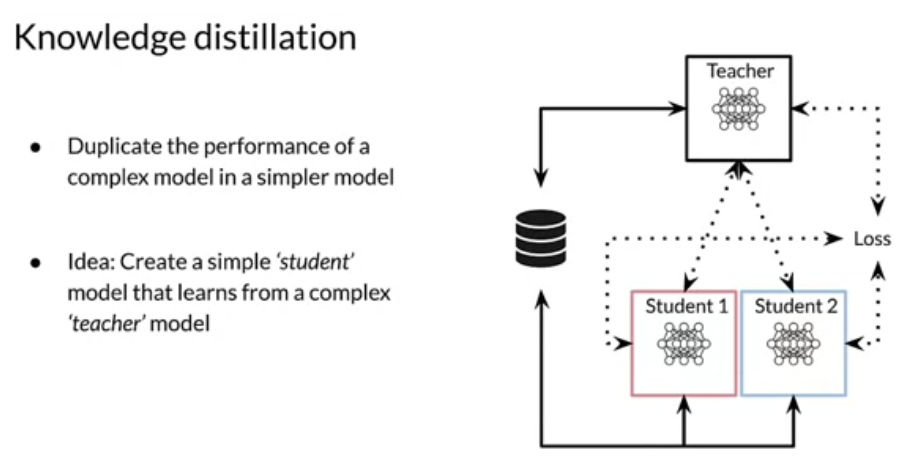 Knowledge distillation
● Duplicate the performance of a
complex model in a simpler model
● Idea: Create a simple ‘student’
model that learns from a complex
‘teacher’ model
Teacher
Loss
Student 1
Student 2